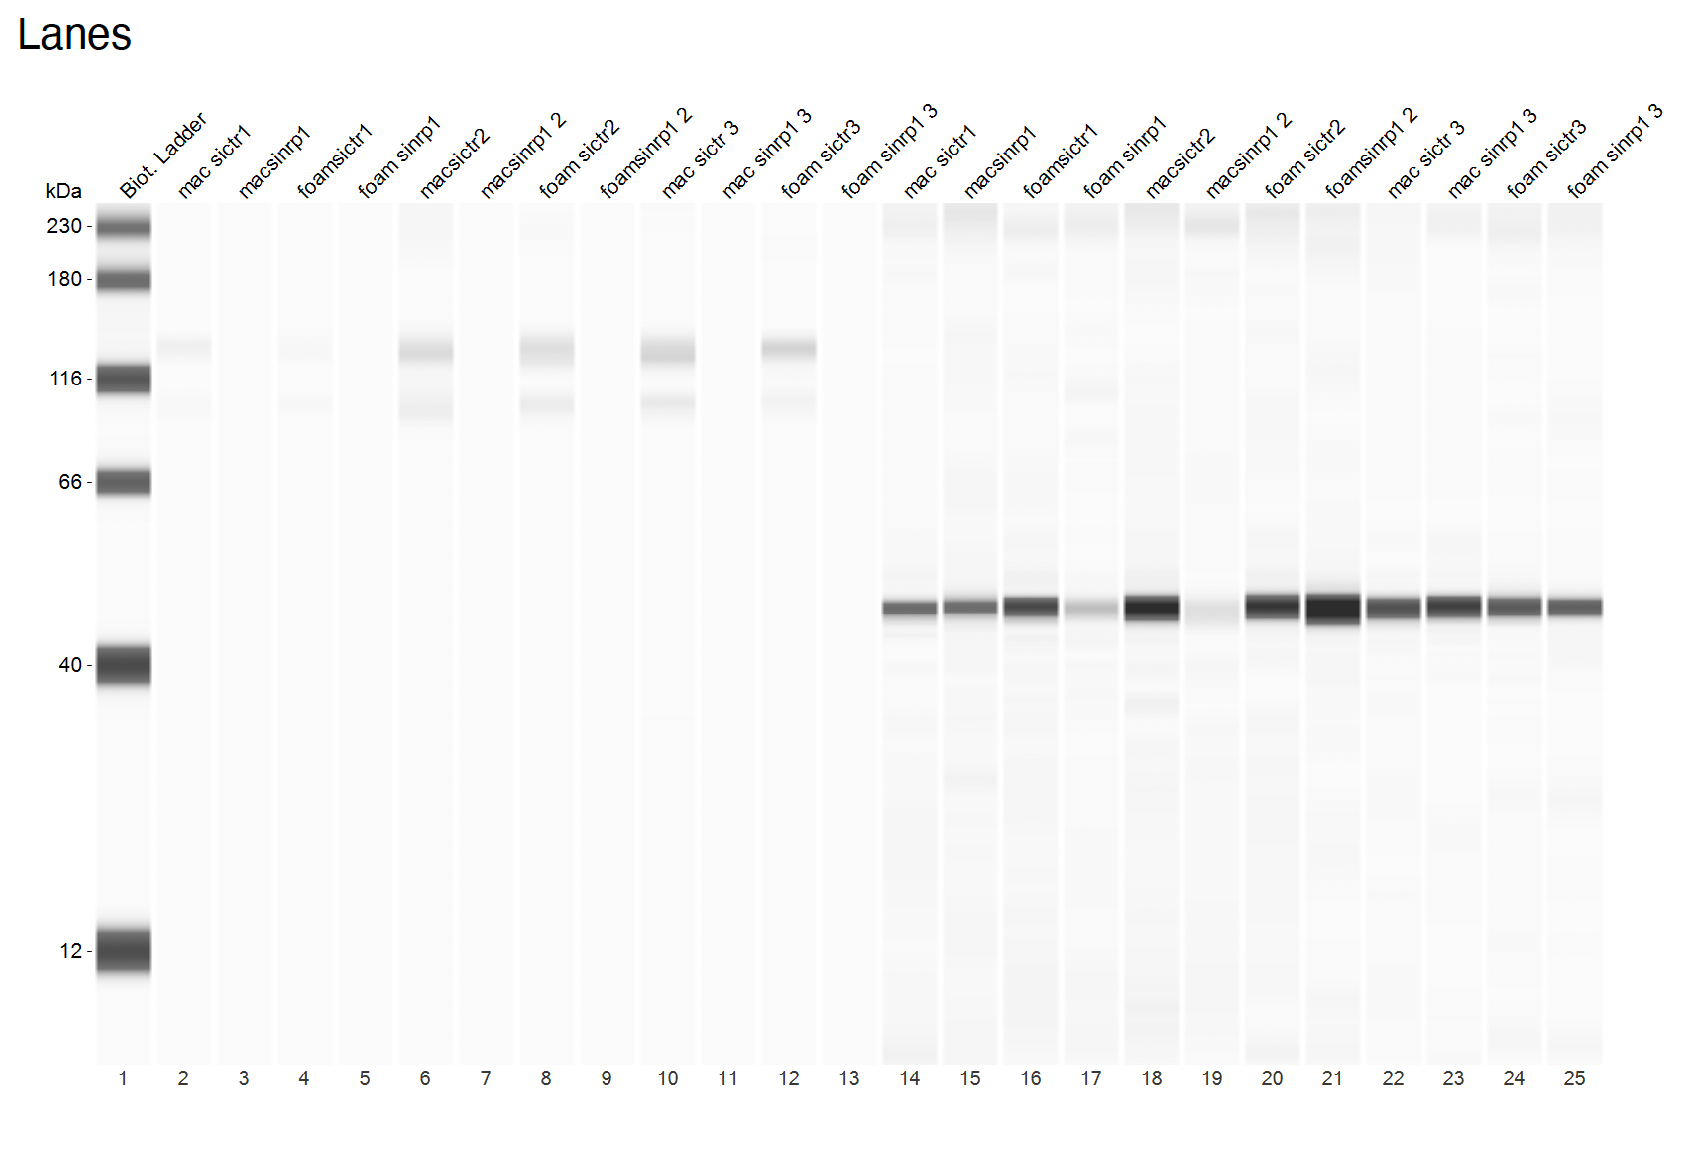 Lanes
kDa
Biot. Ladder
mac sictr1
macsinrp1
foamsictr1
foam sinrp1
macsictr2
macsinrp1 2
foam sictr2
foamsinrp1 2
mac sictr 3
mac sinrp1 3
foam sictr3
foam sinrp1 3
mac sictr1
macsinrp1
foamsictr1
foam sinrp1
macsictr2
macsinrp1 2
foam sictr2
foamsinrp1 2
mac sictr 3
mac sinrp1 3
foam sictr3
foam sinrp1 3
230 -
180 -
116 -
66 -
40 -
12 -
1 2 3 4 5 6 7 8 9 10 11 12 13 14 15 16 17 18 19 20 21 22 23 24 25